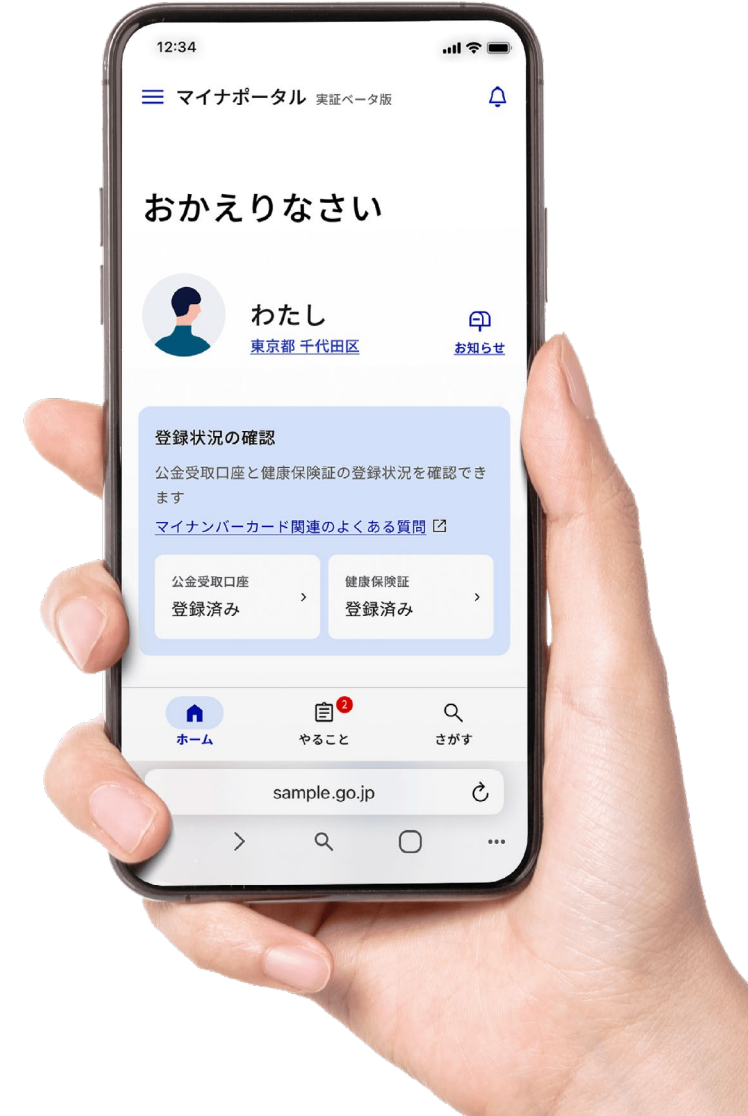 12:34
マイナポータル 実証ベータ版
おかえりなさい
わたし
東京都 千代田区
お知らせ
登録状況の確認
公金受取口座と健康保険証の登録状況を確認でき
ます
マイナンバーカード関連のよくある質問
公金受取口座
登録済み
健康保険証
登録済み
2
ホーム
やること
さがす
sample.go.jp